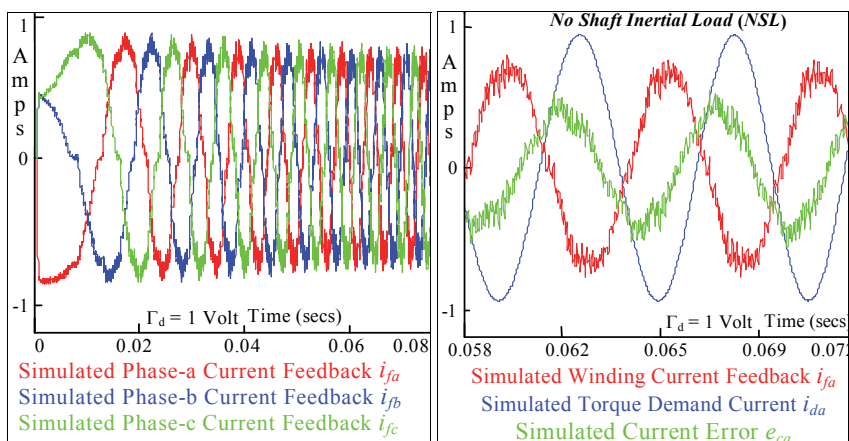 1
A
m
p
s
0
-1
Γd = 1 Volt Time (secs)
0 0.02 0.04 0.06 0.08
Simulated Phase-a Current Feedback ifa
Simulated Phase-b Current Feedback ifb
Simulated Phase-c Current Feedback ifc
No Shaft Inertial Load (NSL)
1
A
m
p
s
0
-1
Γd = 1 Volt Time (secs)
0.058 0.062 0.065 0.069 0.072
Simulated Winding Current Feedback ifa
Simulated Torque Demand Current ida
Simulated Current Error eca